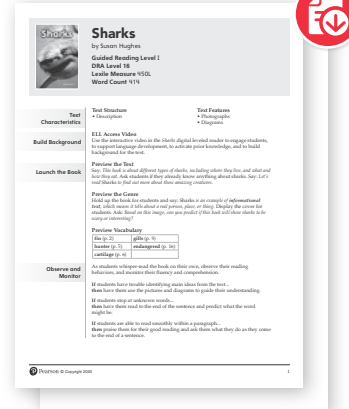 Sharks
Sharks
by Susan Hughes
Guided Reading Level I
DRA Level 18
Lexile Measure 450L
Word Count 414
Text Characteristics
Text Structure
• Description
Text Features
• Photographs
• Diagrams
Build Background
ELL Access Video
Use the interactive video in the Sharks digital leveled reader to engage students,
to support language development, to activate prior knowledge, and to build
background for the text.
Launch the Book
Preview the Text
Say: This book is about different types of sharks, including where they live, and what and
how they eat. Ask students if they already know anything about sharks. Say: Let's
read Sharks to find out more about these amazing creatures.
Preview the Genre
Hold up the book for students and say: Sharks is an example of informational
text, which means it tells about a real person, place, or thing. Display the cover for
students. Ask: Based on this image, can you predict if this book will show sharks to be
scary or interesting?
Preview Vocabulary
fin (p. 2) gills (p. 9)
hunter (p. 5) endangered (p. 16)
cartilage (p. 6)
Observe and
Monitor
As students whisper-read the book on their own, observe their reading
behaviors, and monitor their fluency and comprehension.
If students have trouble identifying main ideas from the text...
then have them use the pictures and diagrams to guide their understanding.
If students stop at unknown words...
then have them read to the end of the sentence and predict what the word
might be.
If students are able to read smoothly within a paragraph...
then praise them for their good reading and ask them what they do as they come
to the end of a sentence.
Pearson © Copyright 2020
1